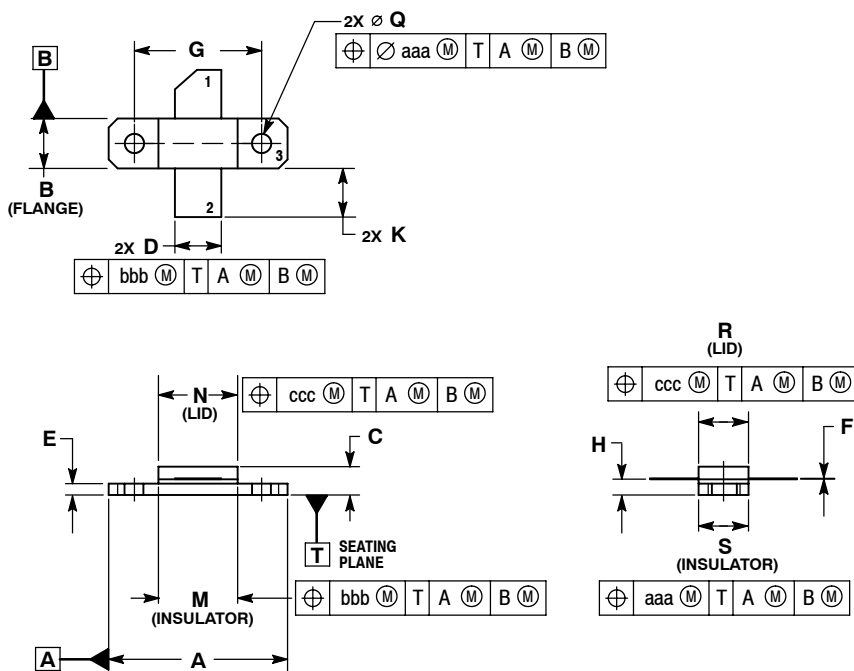 G
2X ⌀ Q
⌖ ⌀ aaa Ⓜ T A Ⓜ B Ⓜ
B
1
3
B
(FLANGE)
2
2X K
2X D
⌖ bbb Ⓜ T A Ⓜ B Ⓜ
R
(LID)
⌖ ccc Ⓜ T A Ⓜ B Ⓜ
N
(LID)
⌖ ccc Ⓜ T A Ⓜ B Ⓜ
E
C
F
H
T SEATING
PLANE
S
(INSULATOR)
M
(INSULATOR)
⌖ bbb Ⓜ T A Ⓜ B Ⓜ
⌖ aaa Ⓜ T A Ⓜ B Ⓜ
A
A